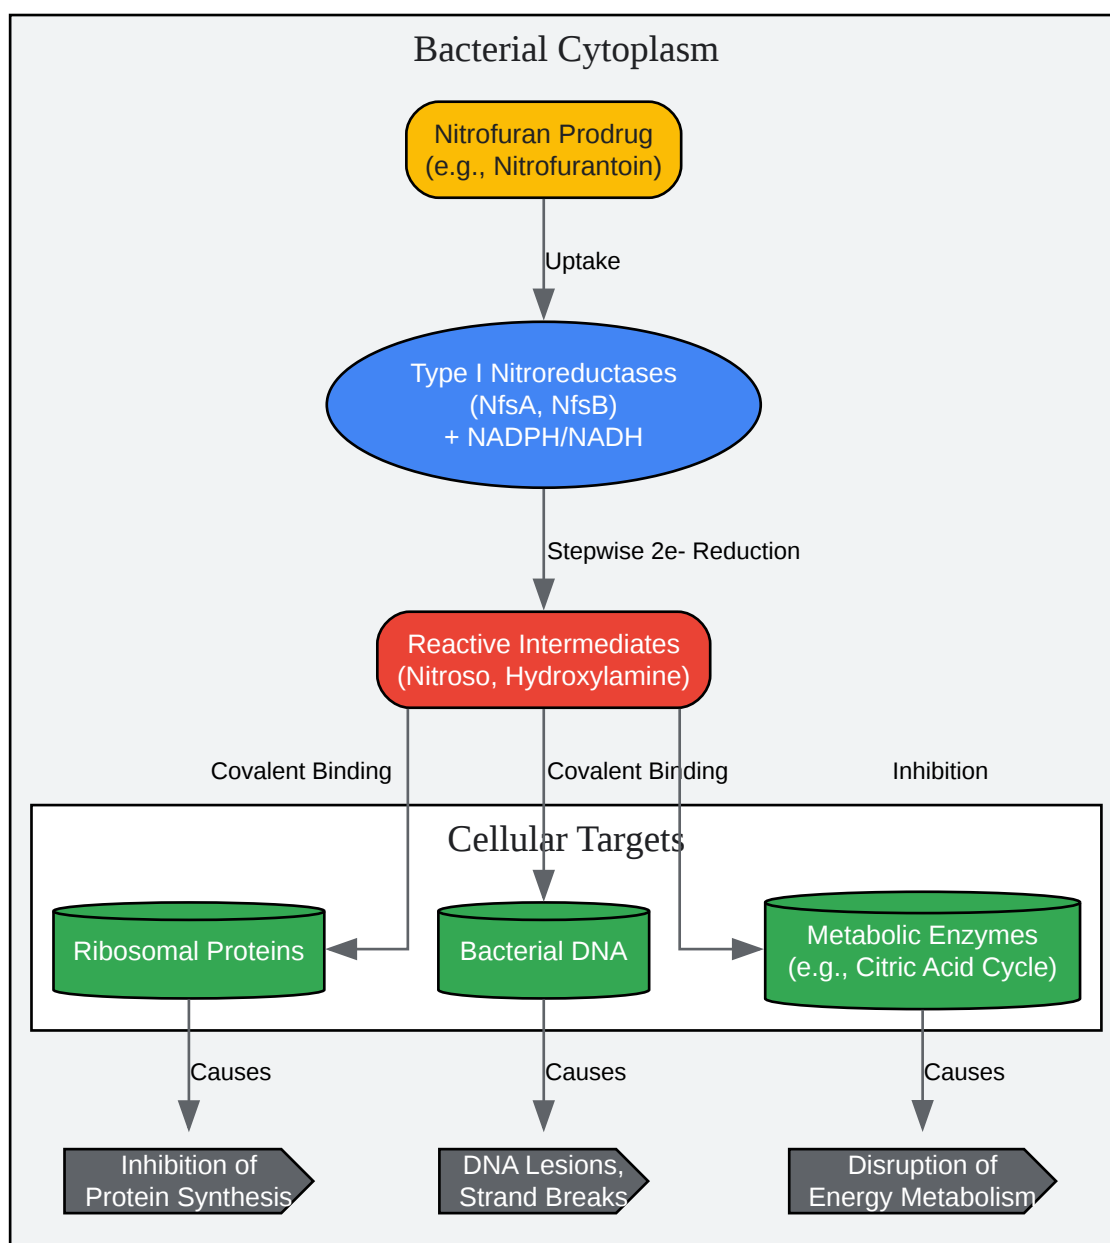 Bacterial Cytoplasm
Nitrofuran Prodrug
(e.g., Nitrofurantoin)
Uptake
Type I Nitroreductases
(NfsA, NfsB)
+ NADPH/NADH
Stepwise 2e- Reduction
Reactive Intermediates
(Nitroso, Hydroxylamine)
Covalent Binding
Covalent Binding
Inhibition
Cellular Targets
Ribosomal Proteins
Bacterial DNA
Metabolic Enzymes
(e.g., Citric Acid Cycle)
Causes
Causes
Causes
Inhibition of
Protein Synthesis
DNA Lesions,
Strand Breaks
Disruption of
Energy Metabolism